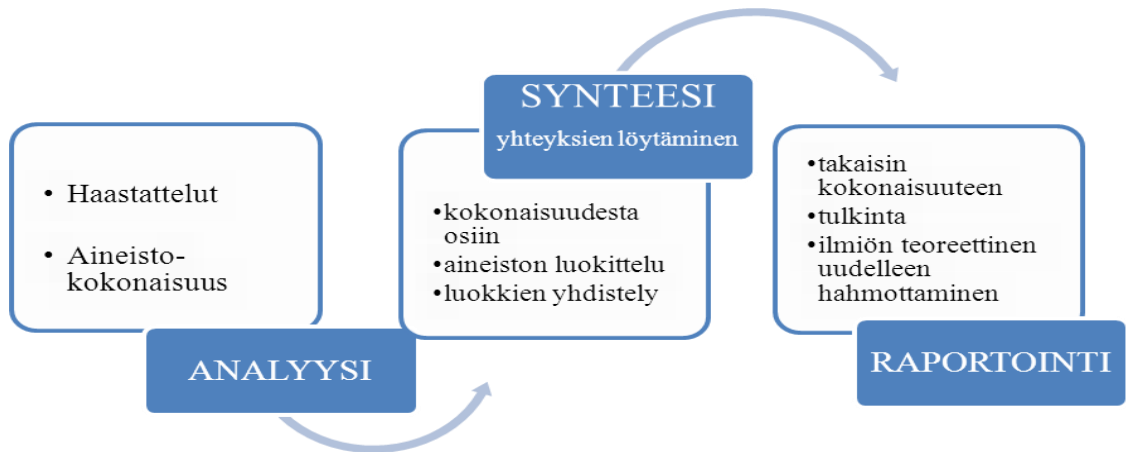 • Haastattelut
• Aineisto-
kokonaisuus
ANALYYSI
SYNTEESI
yhteyksien löytäminen
•kokonaisuudesta
osiin
•aineiston luokittelu
•luokkien yhdistely
•takaisin
kokonaisuuteen
•tulkinta
•ilmiön teoreettinen
uudelleen
hahmottaminen
RAPORTOINTI